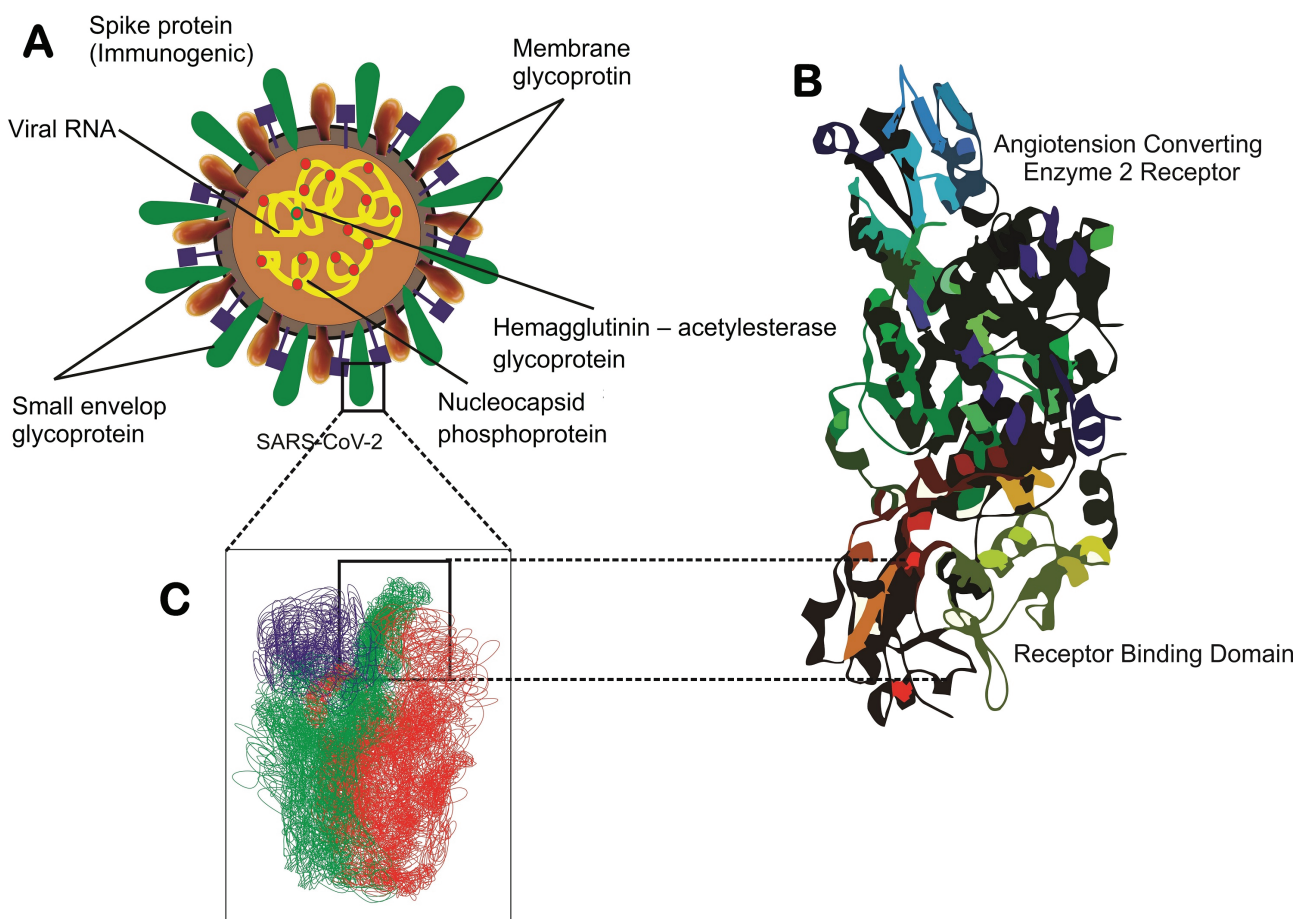 A
Spike protein
(Immunogenic)
Membrane
glycoprotin
Viral RNA
Hemagglutinin – acetylesterase
glycoprotein
Small envelop
glycoprotein
Nucleocapsid
phosphoprotein
SARS-CoV-2
B
Angiotension Converting
Enzyme 2 Receptor
Receptor Binding Domain
C